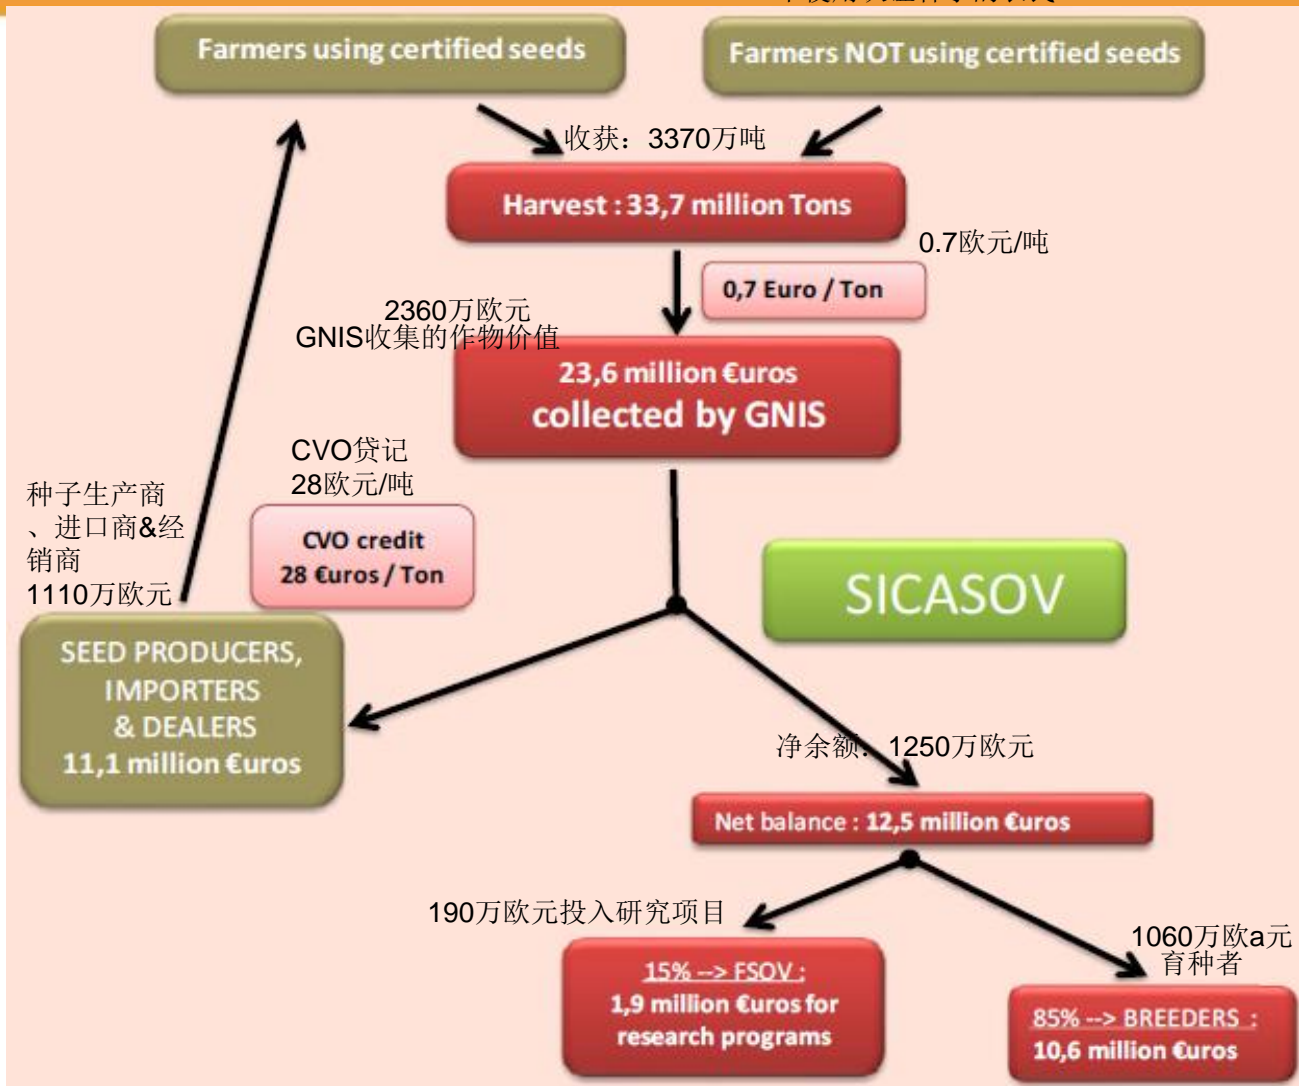 Farmers using certified seeds
Farmers NOT using certified seeds
收获：3370万吨
Harvest : 33,7 million Tons
0.7欧元/吨
0,7 Euro / Ton
2360万欧元
GNIS收集的作物价值
23,6 million €uros
collected by GNIS
CVO贷记
28欧元/吨
CVO credit
28 €uros / Ton
种子生产商
、进口商&经
销商
1110万欧元
SICASOV
SEED PRODUCERS,
IMPORTERS
& DEALERS
11,1 million €uros
净余额：1250万欧元
Net balance : 12,5 million €uros
190万欧元投入研究项目
15% --> FSOV :
1,9 million €uros for
research programs
1060万欧a元
育种者
85% --> BREEDERS :
10,6 million €uros